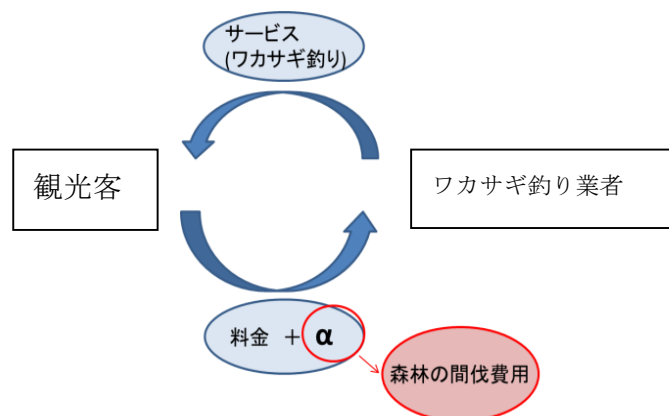 サービス
(ワカサギ釣り)
観光客
ワカサギ釣り業者
料金 + α
森林の間伐費用